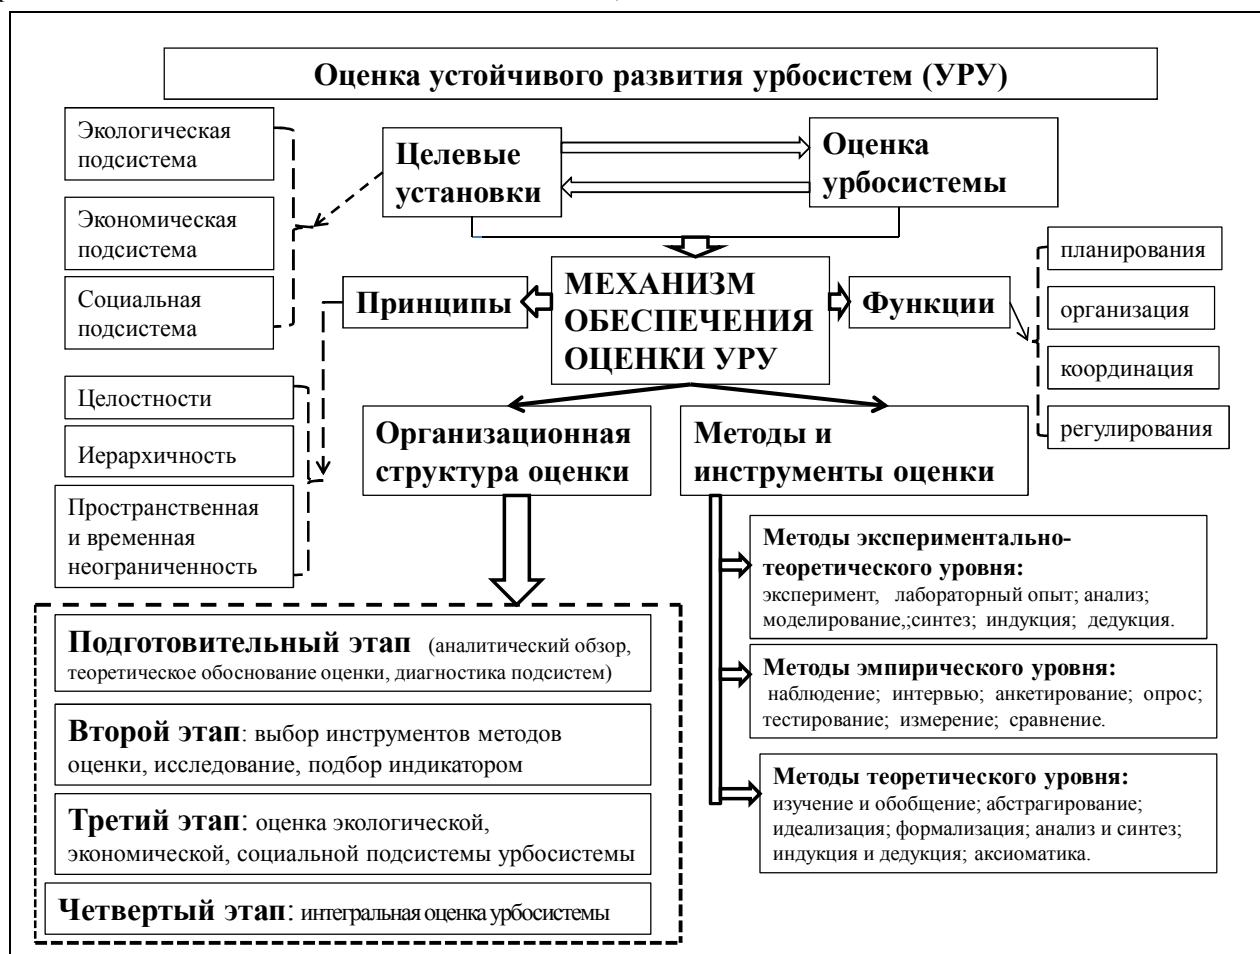 Оценка устойчивого развития урбосистем (УРУ)
Экологическая
подсистема
Экономическая
подсистема
Социальная
подсистема
Целевые
установки
Оценка
урбосистемы
МЕХАНИЗМ
ОБЕСПЕЧЕНИЯ
ОЦЕНКИ УРУ
Принципы
Функции
планирования
организация
координация
регулирования
Целостности
Иерархичность
Пространственная
и временная
неограниченность
Организационная
структура оценки
Методы и
инструменты оценки
Подготовительный этап (аналитический обзор,
теоретическое обоснование оценки, диагностика подсистем)
Второй этап: выбор инструментов методов
оценки, исследование, подбор индикатором
Третий этап: оценка экологической,
экономической, социальной подсистемы урбосистемы
Четвертый этап: интегральная оценка урбосистемы
Методы экспериментально-
теоретического уровня:
эксперимент, лабораторный опыт; анализ;
моделирование,;синтез; индукция; дедукция.
Методы эмпирического уровня:
наблюдение; интервью; анкетирование; опрос;
тестирование; измерение; сравнение.
Методы теоретического уровня:
изучение и обобщение; абстрагирование;
идеализация; формализация; анализ и синтез;
индукция и дедукция; аксиоматика.